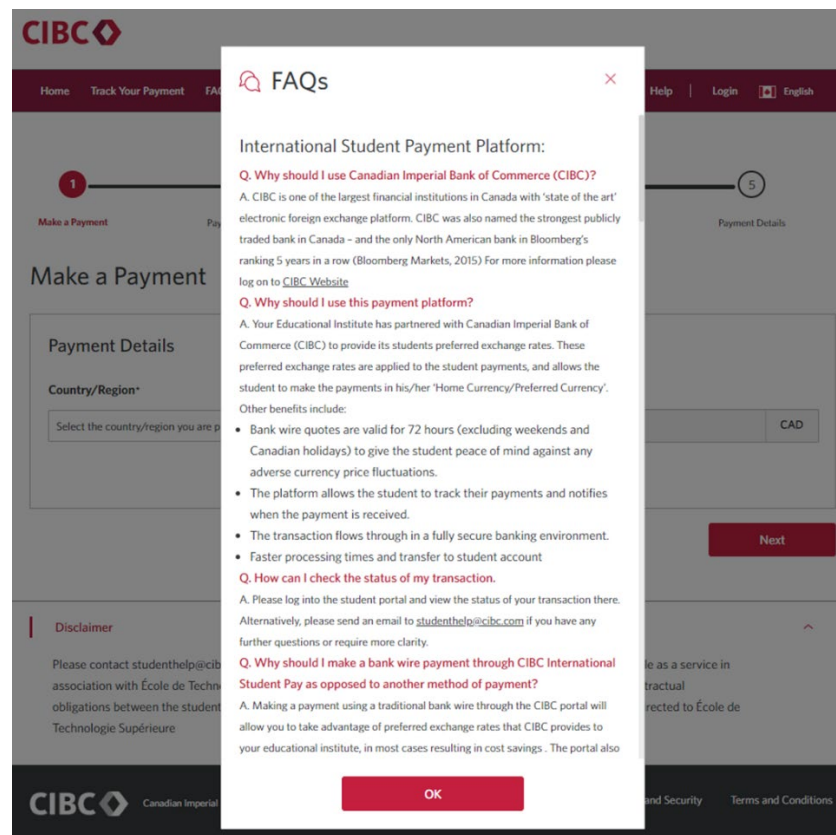 CIBC
Home Track Your Payment FAQ Help Login English
1
5
Make a Payment
Pay
Payment Details
Make a Payment
Payment Details
Country/Region*
Select the country/region you are p
CAD
Next
Disclaimer
Please contact studenthelp@cib
le as a service in
association with École de Techn
tractual
obligations between the student
rected to École de
Technologie Supérieure
CIBC
Canadian Imperial
and Security
Terms and Conditions
FAQs
International Student Payment Platform:
Q. Why should I use Canadian Imperial Bank of Commerce (CIBC)?
A. CIBC is one of the largest financial institutions in Canada with 'state of the art'
electronic foreign exchange platform. CIBC was also named the strongest publicly
traded bank in Canada – and the only North American bank in Bloomberg's
ranking 5 years in a row (Bloomberg Markets, 2015) For more information please
log on to CIBC Website
Q. Why should I use this payment platform?
A. Your Educational Institute has partnered with Canadian Imperial Bank of
Commerce (CIBC) to provide its students preferred exchange rates. These
preferred exchange rates are applied to the student payments, and allows the
student to make the payments in his/her 'Home Currency/Preferred Currency'.
Other benefits include:
• Bank wire quotes are valid for 72 hours (excluding weekends and
Canadian holidays) to give the student peace of mind against any
adverse currency price fluctuations.
• The platform allows the student to track their payments and notifies
when the payment is received.
• The transaction flows through in a fully secure banking environment.
• Faster processing times and transfer to student account
Q. How can I check the status of my transaction.
A. Please log into the student portal and view the status of your transaction there.
Alternatively, please send an email to studenthelp@cibc.com if you have any
further questions or require more clarity.
Q. Why should I make a bank wire payment through CIBC International
Student Pay as opposed to another method of payment?
A. Making a payment using a traditional bank wire through the CIBC portal will
allow you to take advantage of preferred exchange rates that CIBC provides to
your educational institute, in most cases resulting in cost savings . The portal also
OK